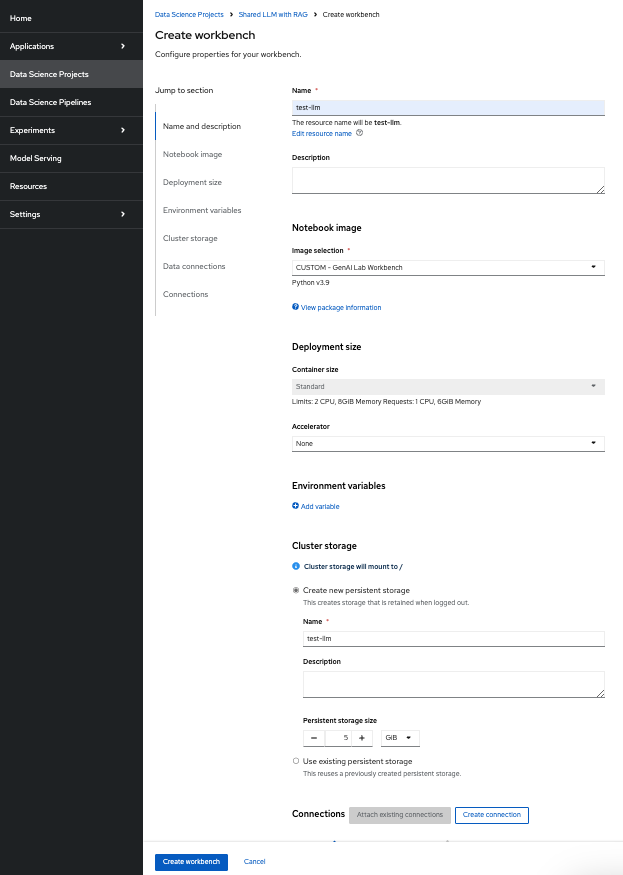 Home
Applications
Data Science Projects
Data Science Pipelines
Experiments
Model Serving
Resources
Settings
Data Science Projects > Shared LLM with RAG > Create workbench
Create workbench
Configure properties for your workbench.
Jump to section
Name and description
Notebook image
Deployment size
Environment variables
Cluster storage
Data connections
Connections
Name *
test-llm
The resource name will be test-llm.
Edit resource name
Description
Notebook image
Image selection *
CUSTOM - GenAI Lab Workbench
Python v3.9
View package information
Deployment size
Container size
Standard
Limits: 2 CPU, 8GiB Memory Requests: 1 CPU, 6GiB Memory
Accelerator
None
Environment variables
Add variable
Cluster storage
Cluster storage will mount to /
Create new persistent storage
This creates storage that is retained when logged out.
Name *
test-llm
Description
Persistent storage size
5 GiB
Use existing persistent storage
This reuses a previously created persistent storage.
Connections Attach existing connections Create connection
Create workbench Cancel